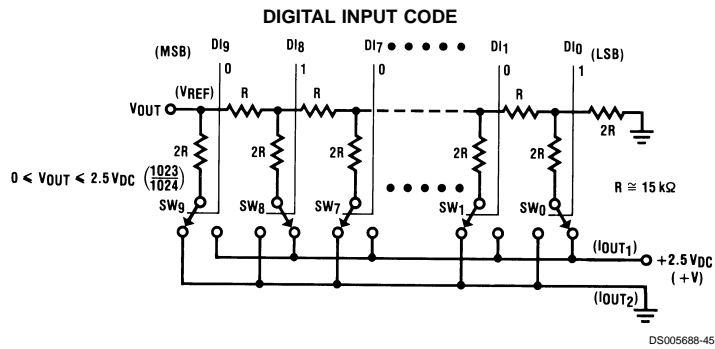 DIGITAL INPUT CODE
(MSB) DI9 DI8 DI7 DI1 DI0 (LSB)
0 1 0 0 1
(VREF) R R R
VOUT
2R 2R 2R 2R 2R 2R
0 ≤ VOUT ≤ 2.5 VDC (1023/1024)
R ≅ 15 kΩ
SW9 SW8 SW7 SW1 SW0
(IOUT1) +2.5 VDC
(+V)
(IOUT2)
DS005688-45